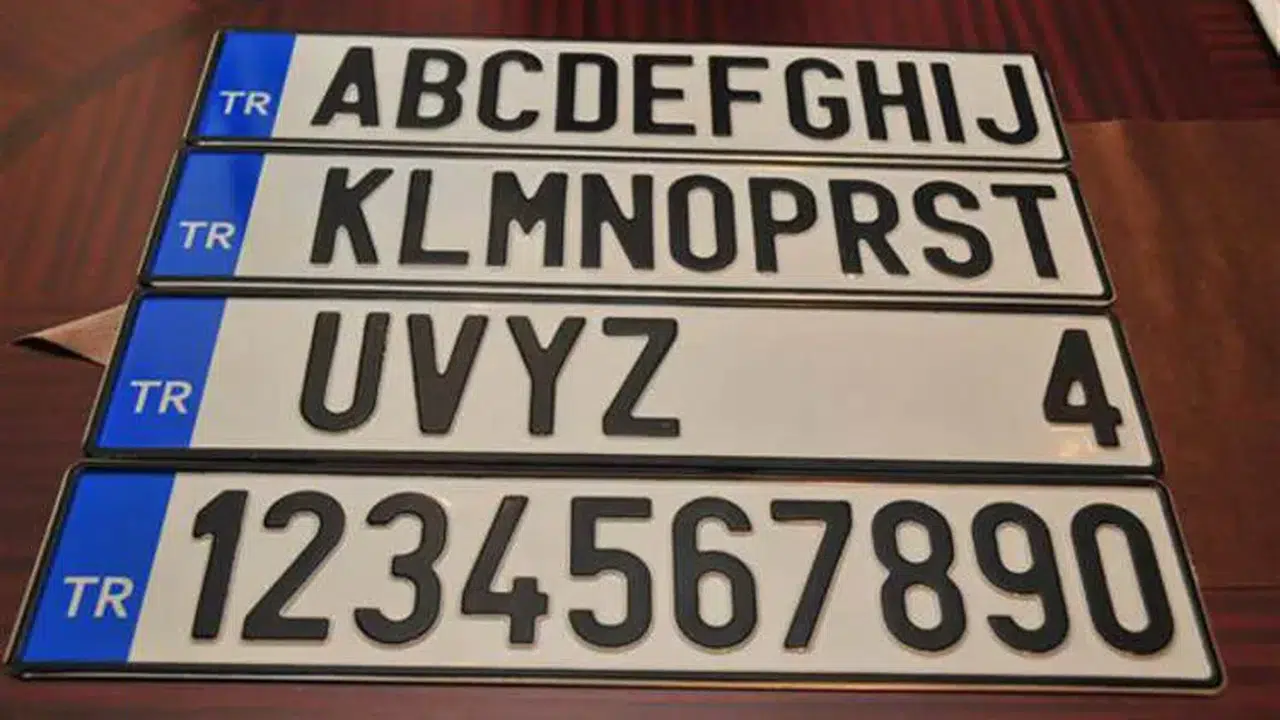 TR ABCDEFGHIJ
TR KLMNOPRST
TR UVYZ 4
TR 1234567890